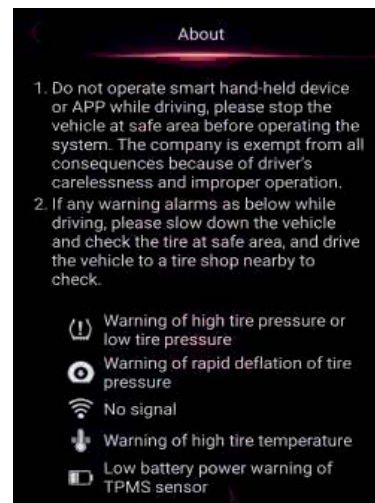 About
1. Do not operate smart hand-held device
or APP while driving, please stop the
vehicle at safe area before operating the
system. The company is exempt from all
consequences because of driver's
carelessness and improper operation.
2. If any warning alarms as below while
driving, please slow down the vehicle
and check the tire at safe area, and drive
the vehicle to a tire shop nearby to
check.
Warning of high tire pressure or
low tire pressure
Warning of rapid deflation of tire
pressure
No signal
Warning of high tire temperature
Low battery power warning of
TPMS sensor